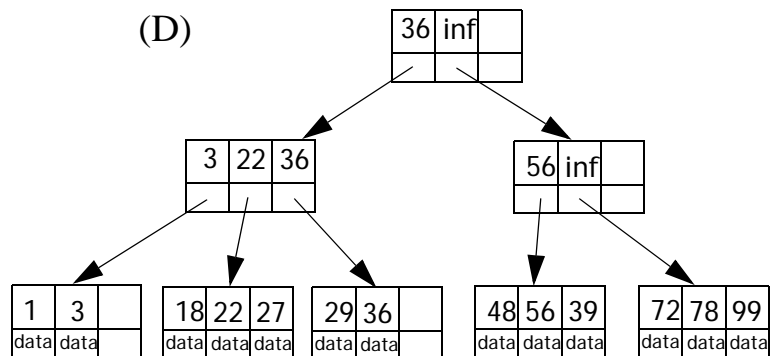 (D)
36 inf
3 22 36
56 inf
1 3
18 22 27
29 36
48 56 39
72 78 99
data data
data data data
data data
data data data
data data data